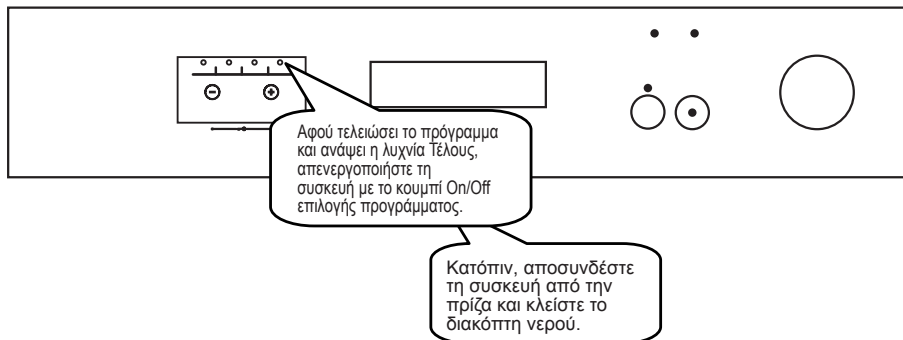 Αφού τελειώσει το πρόγραμμα
και ανάψει η λυχνία Τέλους,
απενεργοποιήστε τη
συσκευή με το κουμπί On/Off
επιλογής προγράμματος.
Κατόπιν, αποσυνδέστε
τη συσκευή από την
πρίζα και κλείστε το
διακόπτη νερού.